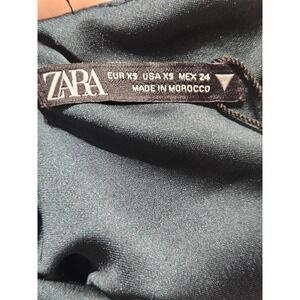 ZARA
EUR XS USA XS MEX 24
MADE IN MOROCCO